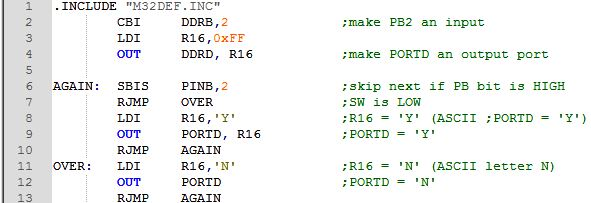 1 .INCLUDE "M32DEF.INC"
2 CBI DDRB,2 ;make PB2 an input
3 LDI R16,0xFF
4 OUT DDRD, R16 ;make PORTD an output port
5
6 AGAIN: SBIS PINB,2 ;skip next if PB bit is HIGH
7 RJMP OVER ;SW is LOW
8 LDI R16,'Y' ;R16 = 'Y' (ASCII ;PORTD = 'Y')
9 OUT PORTD, R16 ;PORTD = 'Y'
10 RJMP AGAIN
11 OVER: LDI R16,'N' ;R16 = 'N' (ASCII letter N)
12 OUT PORTD ;PORTD = 'N'
13 RJMP AGAIN